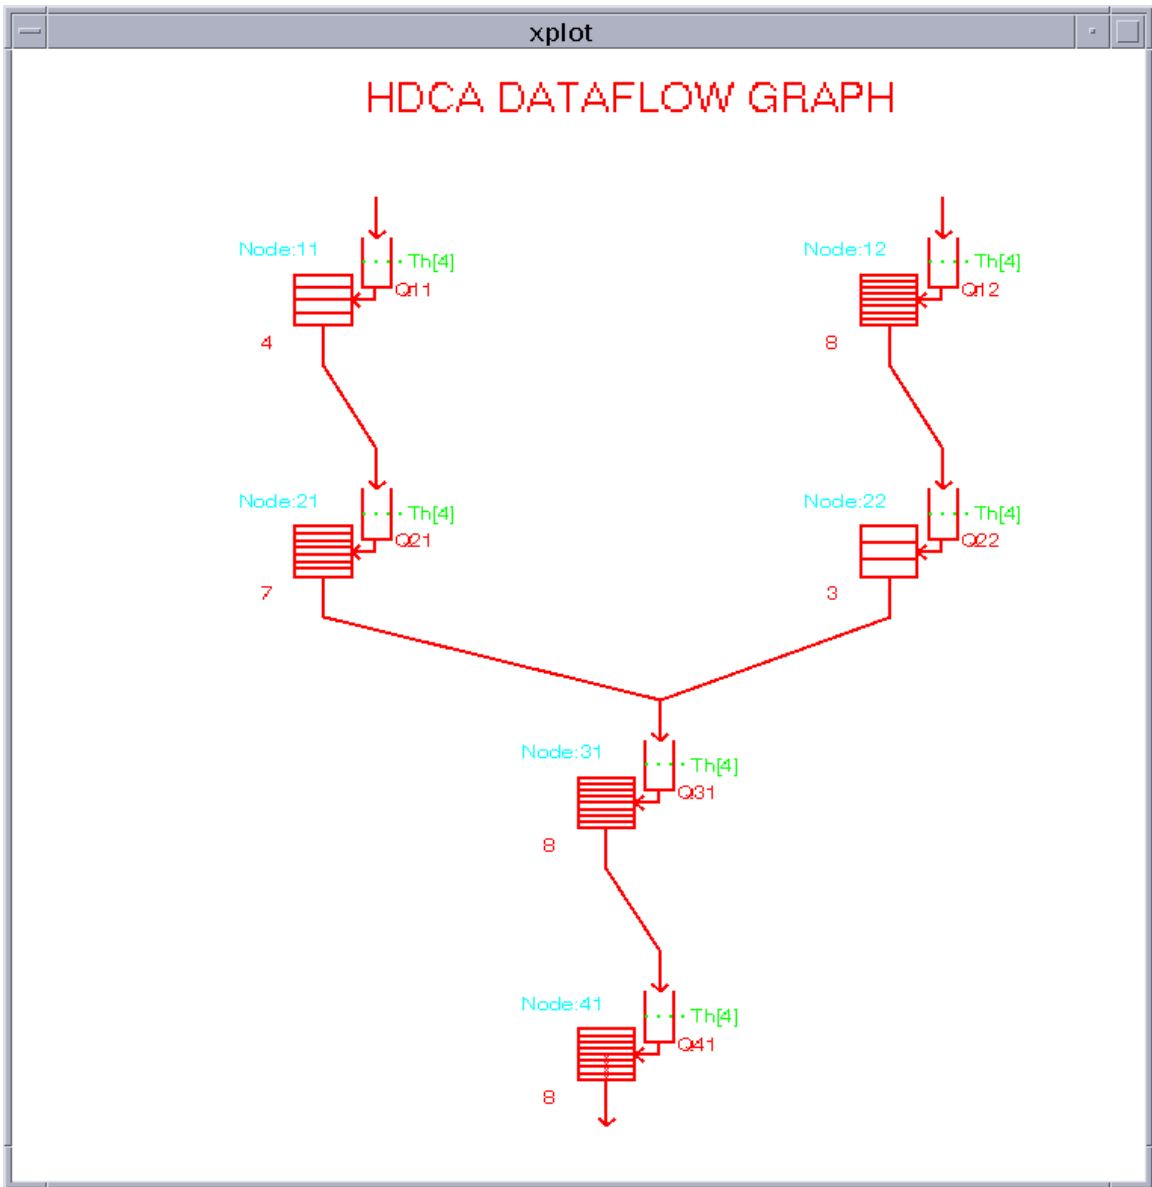 xplot
HDCA DATAFLOW GRAPH
Node:11 Th[4] Node:12 Th[4]
Q11 Q12
4 8
Node:21 Th[4] Node:22 Th[4]
Q21 Q22
7 3
Node:31 Th[4]
Q31
8
Node:41 Th[4]
Q41
8